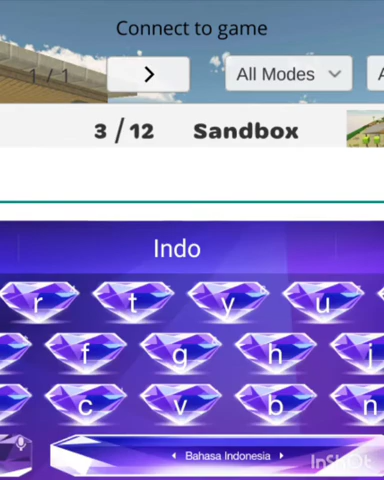 Connect to game
1 / 1
All Modes
3 / 12 Sandbox
Indo
r t y u
f g h j
c v b n
Bahasa Indonesia
InShOt